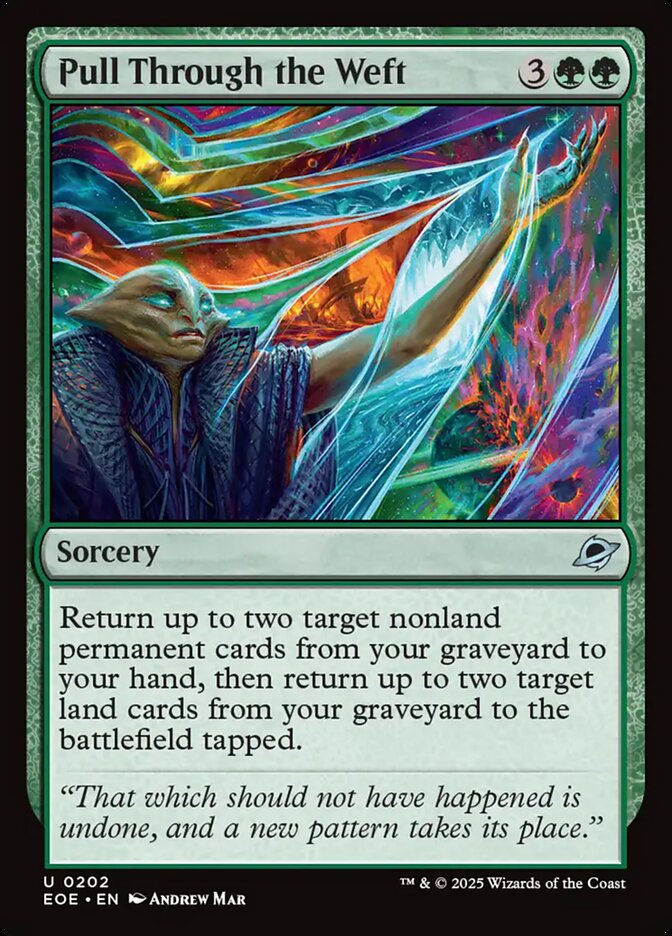 Pull Through the Weft 3
Sorcery
Return up to two target nonland
permanent cards from your graveyard to
your hand, then return up to two target
land cards from your graveyard to the
battlefield tapped.
“That which should not have happened is
undone, and a new pattern takes its place.”
U 0202
EOE • EN Andrew Mar
™ & © 2025 Wizards of the Coast